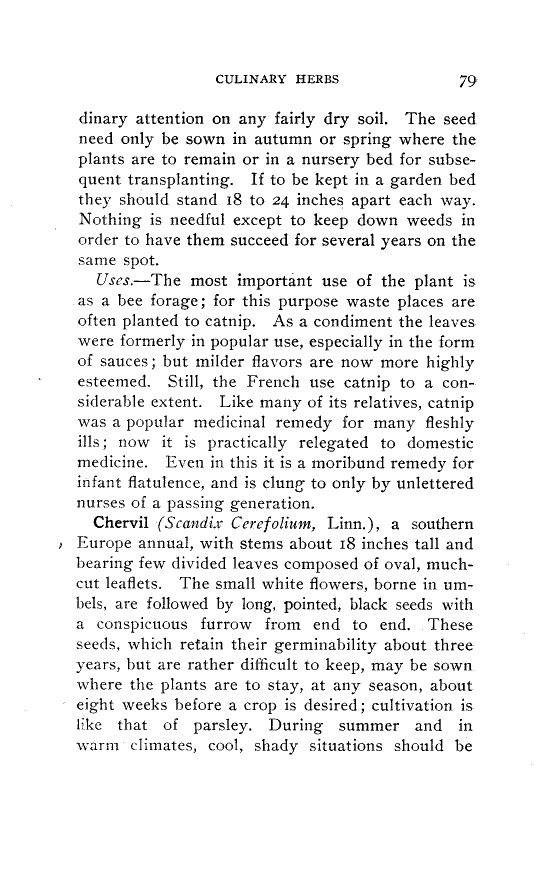 CULINARY HERBS 79
dinary attention on any fairly dry soil. The seed
need only be sown in autumn or spring where the
plants are to remain or in a nursery bed for subse-
quent transplanting. If to be kept in a garden bed
they should stand 18 to 24 inches apart each way.
Nothing is needful except to keep down weeds in
order to have them succeed for several years on the
same spot.
Uses.—The most important use of the plant is
as a bee forage; for this purpose waste places are
often planted to catnip. As a condiment the leaves
were formerly in popular use, especially in the form
of sauces; but milder flavors are now more highly
esteemed. Still, the French use catnip to a con-
siderable extent. Like many of its relatives, catnip
was a popular medicinal remedy for many fleshly
ills; now it is practically relegated to domestic
medicine. Even in this it is a moribund remedy for
infant flatulence, and is clung to only by unlettered
nurses of a passing generation.
Chervil (Scandix Cerefolium, Linn.), a southern
Europe annual, with stems about 18 inches tall and
bearing few divided leaves composed of oval, much-
cut leaflets. The small white flowers, borne in um-
bels, are followed by long, pointed, black seeds with
a conspicuous furrow from end to end. These
seeds, which retain their germinability about three
years, but are rather difficult to keep, may be sown
where the plants are to stay, at any season, about
eight weeks before a crop is desired; cultivation is
like that of parsley. During summer and in
warm climates, cool, shady situations should be